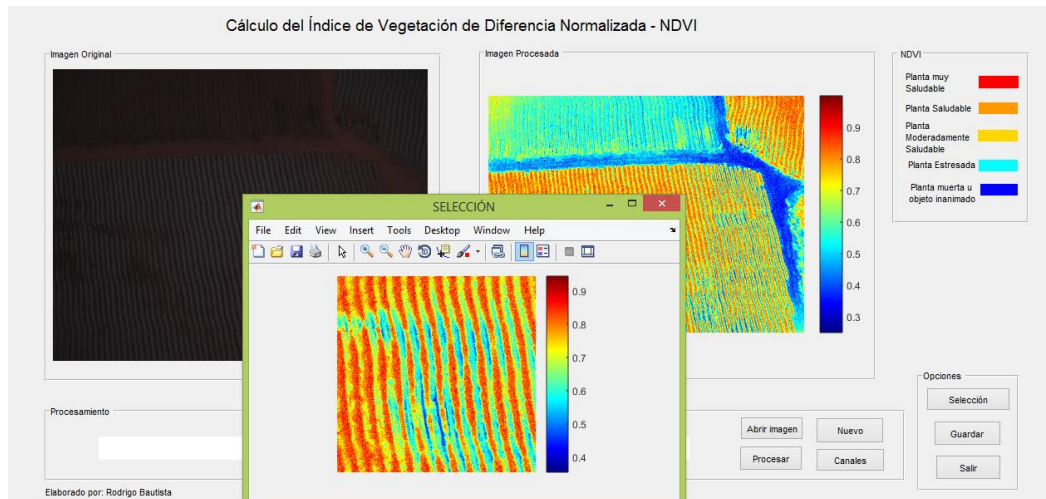 Cálculo del Índice de Vegetación de Diferencia Normalizada - NDVI
Imagen Original
Imagen Procesada
0.9
0.8
0.7
0.6
0.5
0.4
0.3
NDVI
Planta muy
Saludable
Planta Saludable
Planta
Moderadamente
Saludable
Planta Estresada
Planta muerta u
objeto inanimado
SELECCIÓN
File Edit View Insert Tools Desktop Window Help
0.9
0.8
0.7
0.6
0.5
0.4
Procesamiento
Abrir imagen
Nuevo
Procesar
Canales
Opciones
Selección
Guardar
Salir
Elaborado por: Rodrigo Bautista